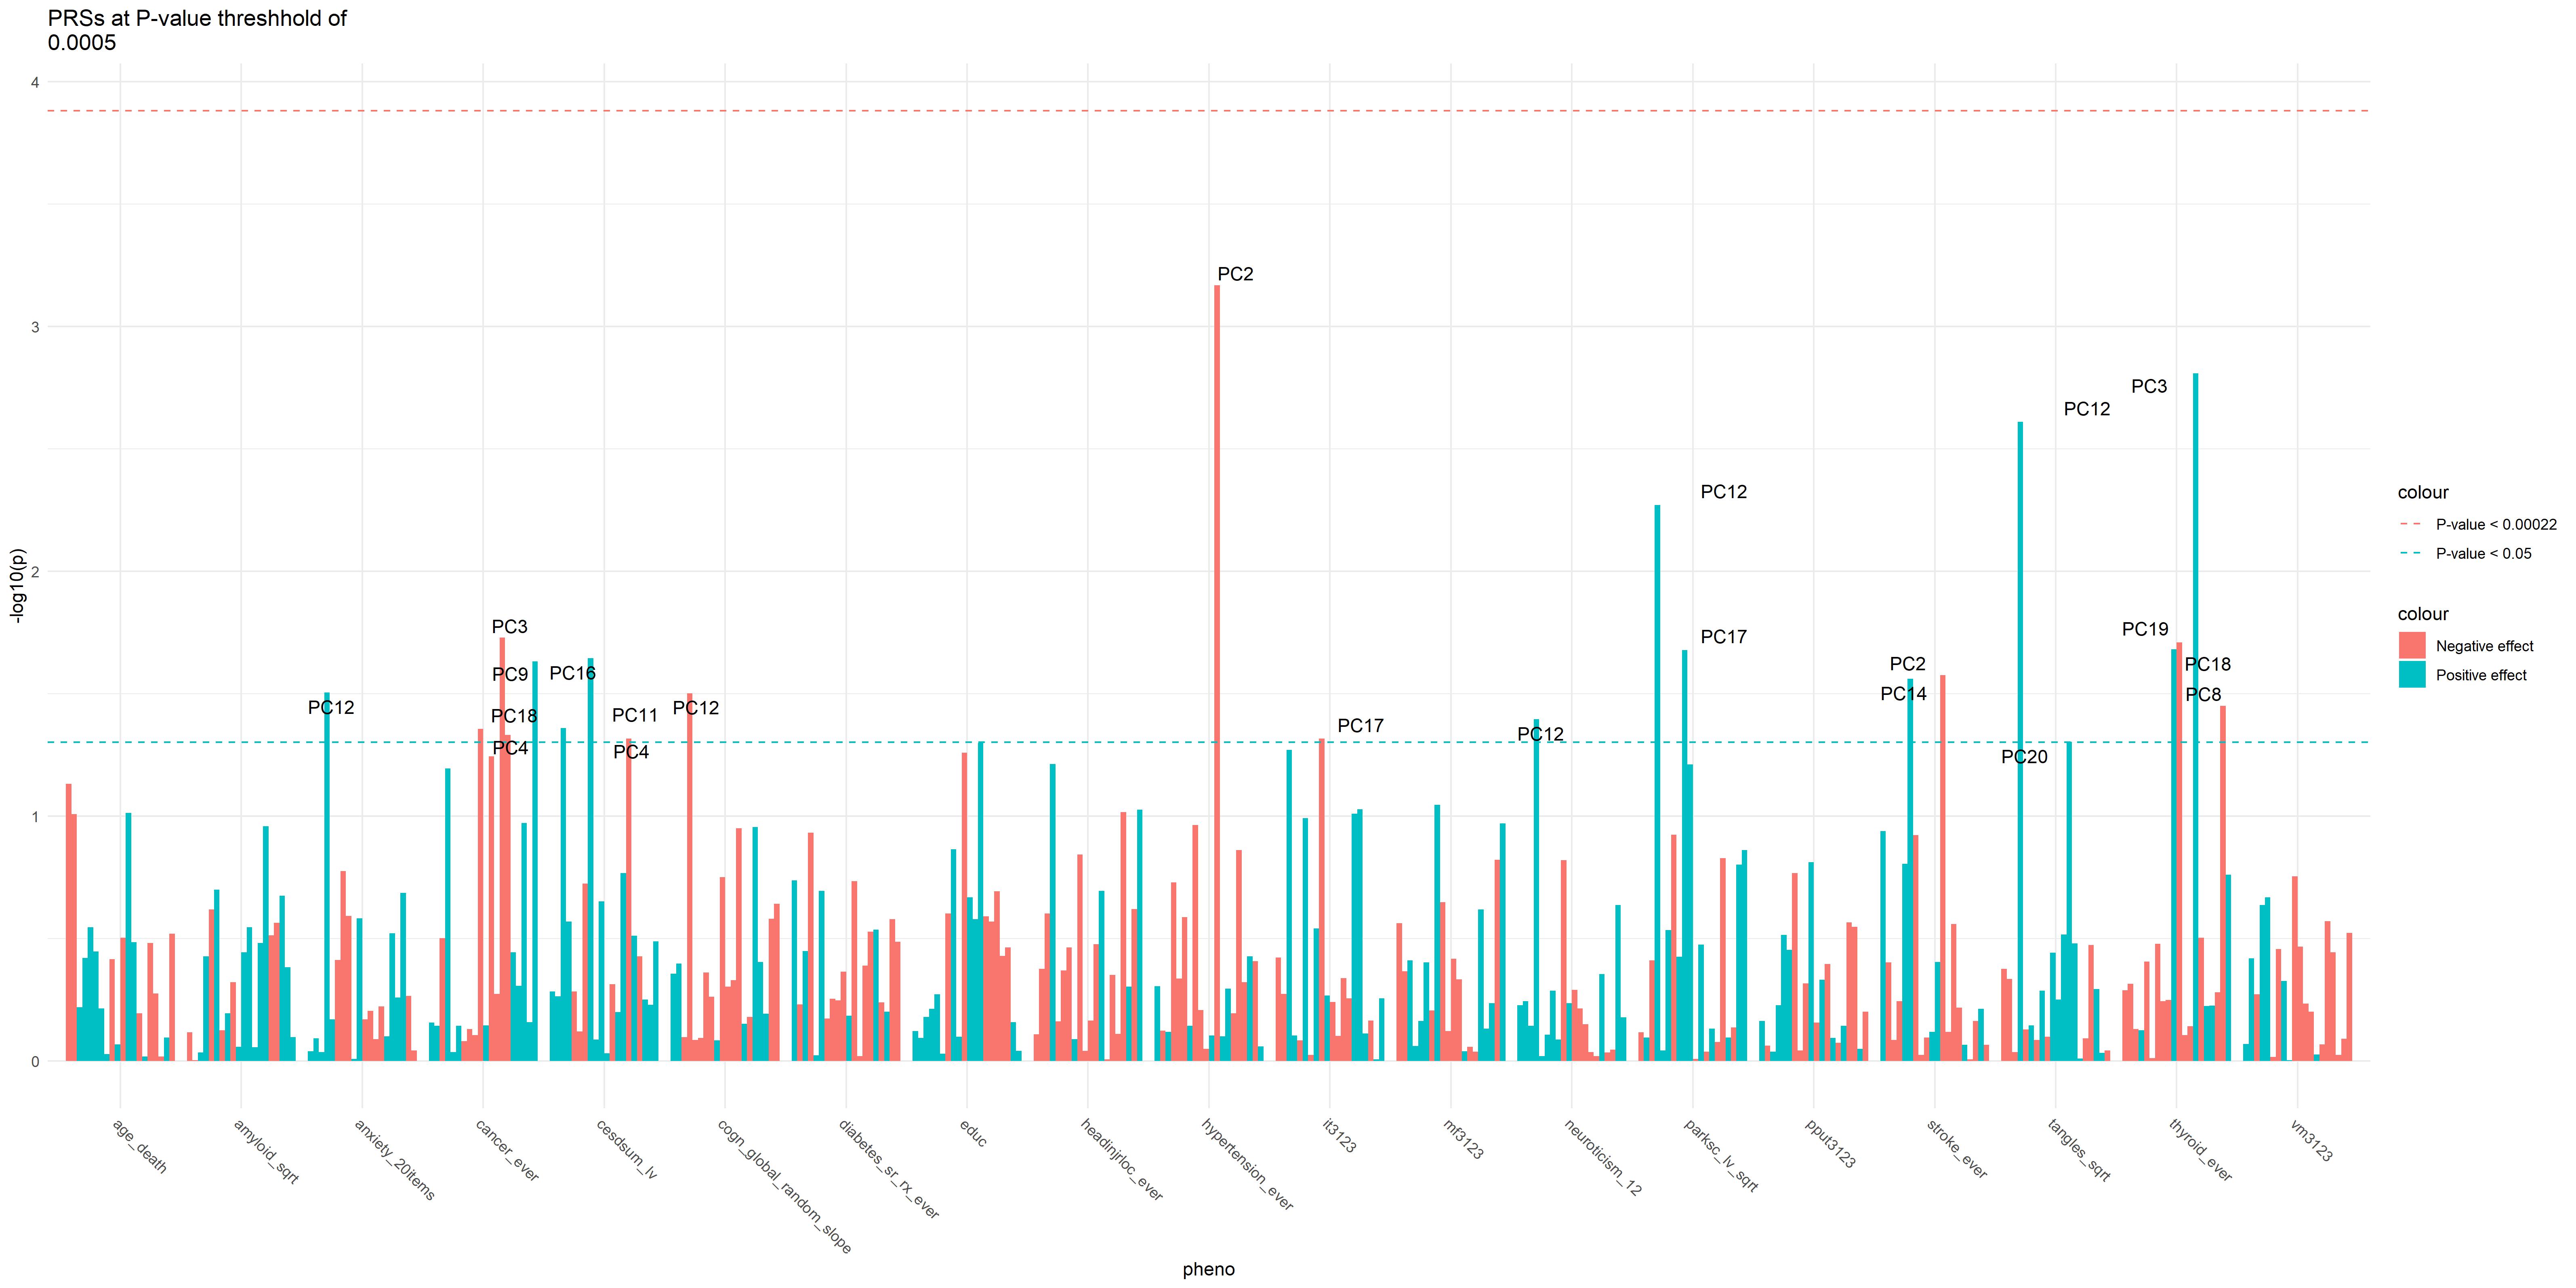 PRSs at P-value threshhold of
0.0005
4
3
2
1
0
-log10(p)
PC2
PC3
PC12
PC12
PC3
PC17
PC19
PC9
PC16
PC2
PC18
PC14
PC8
PC12
PC18
PC11
PC12
PC17
PC12
PC4
PC4
PC20
colour
P-value < 0.00022
P-value < 0.05
colour
Negative effect
Positive effect
age_death
amyloid_sqrt
anxiety_20items
cancer_ever
cesdsum_lv
cogn_global_random_slope
diabetes_sr_rx_ever
educ
headinjrloc_ever
hypertension_ever
it3123
mf3123
neuroticism_12
parksc_lv_sqrt
pput3123
stroke_ever
tangles_sqrt
thyroid_ever
vm3123
pheno